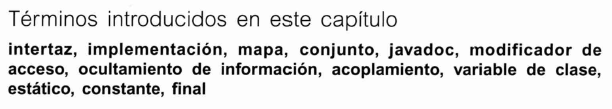 Términos introducidos en este capítulo
intertaz, implementación, mapa, conjunto, javadoc, modificador de
acceso, ocultamiento de información, acoplamiento, variable de clase,
estático, constante, final